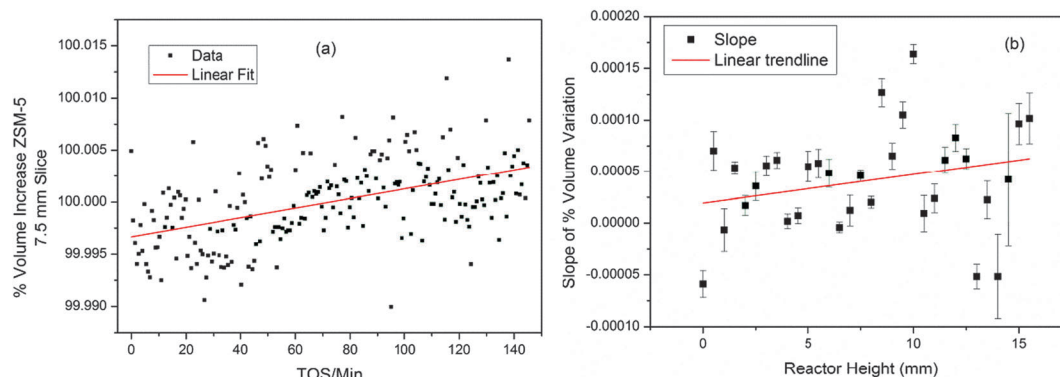 100.015
100.010
100.005
100.000
99.995
99.990
% Volume Increase ZSM-5
7.5 mm Slice
Data
Linear Fit
(a)
0 20 40 60 80 100 120 140
TOS/Min
0.00020
0.00015
0.00010
0.00005
0.00000
-0.00005
-0.00010
Slope of % Volume Variation
Slope
Linear trendline
(b)
0 5 10 15
Reactor Height (mm)